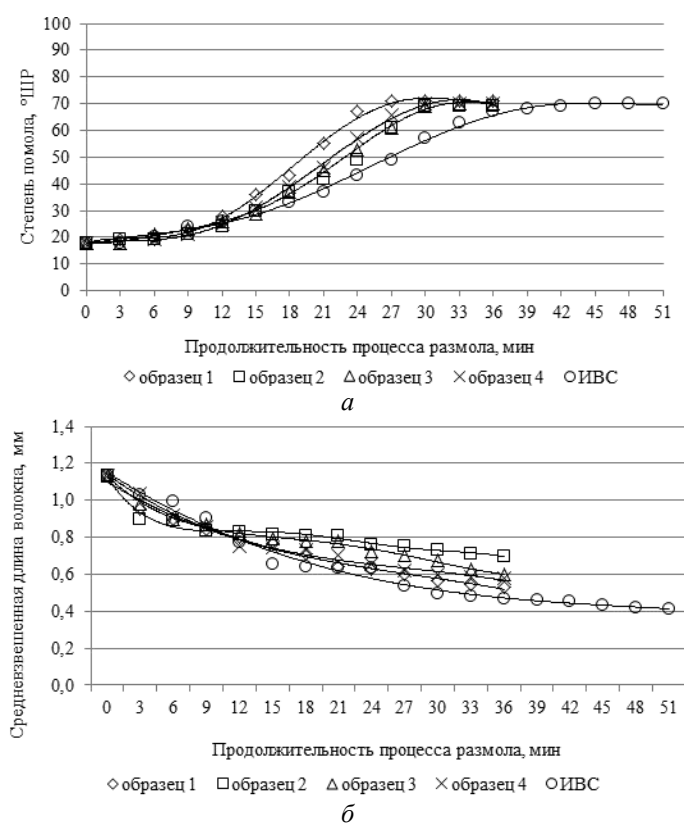 Степень помола, °ШР
100
90
80
70
60
50
40
30
20
10
0
0 3 6 9 12 15 18 21 24 27 30 33 36 39 42 45 48 51
Продолжительность процесса размола, мин
образец 1 образец 2 образец 3 образец 4 ИВС
а
Средневзвешенная длина волокна, мм
1,4
1,2
1,0
0,8
0,6
0,4
0,2
0,0
0 3 6 9 12 15 18 21 24 27 30 33 36 39 42 45 48 51
Продолжительность процесса размола, мин
образец 1 образец 2 образец 3 образец 4 ИВС
б